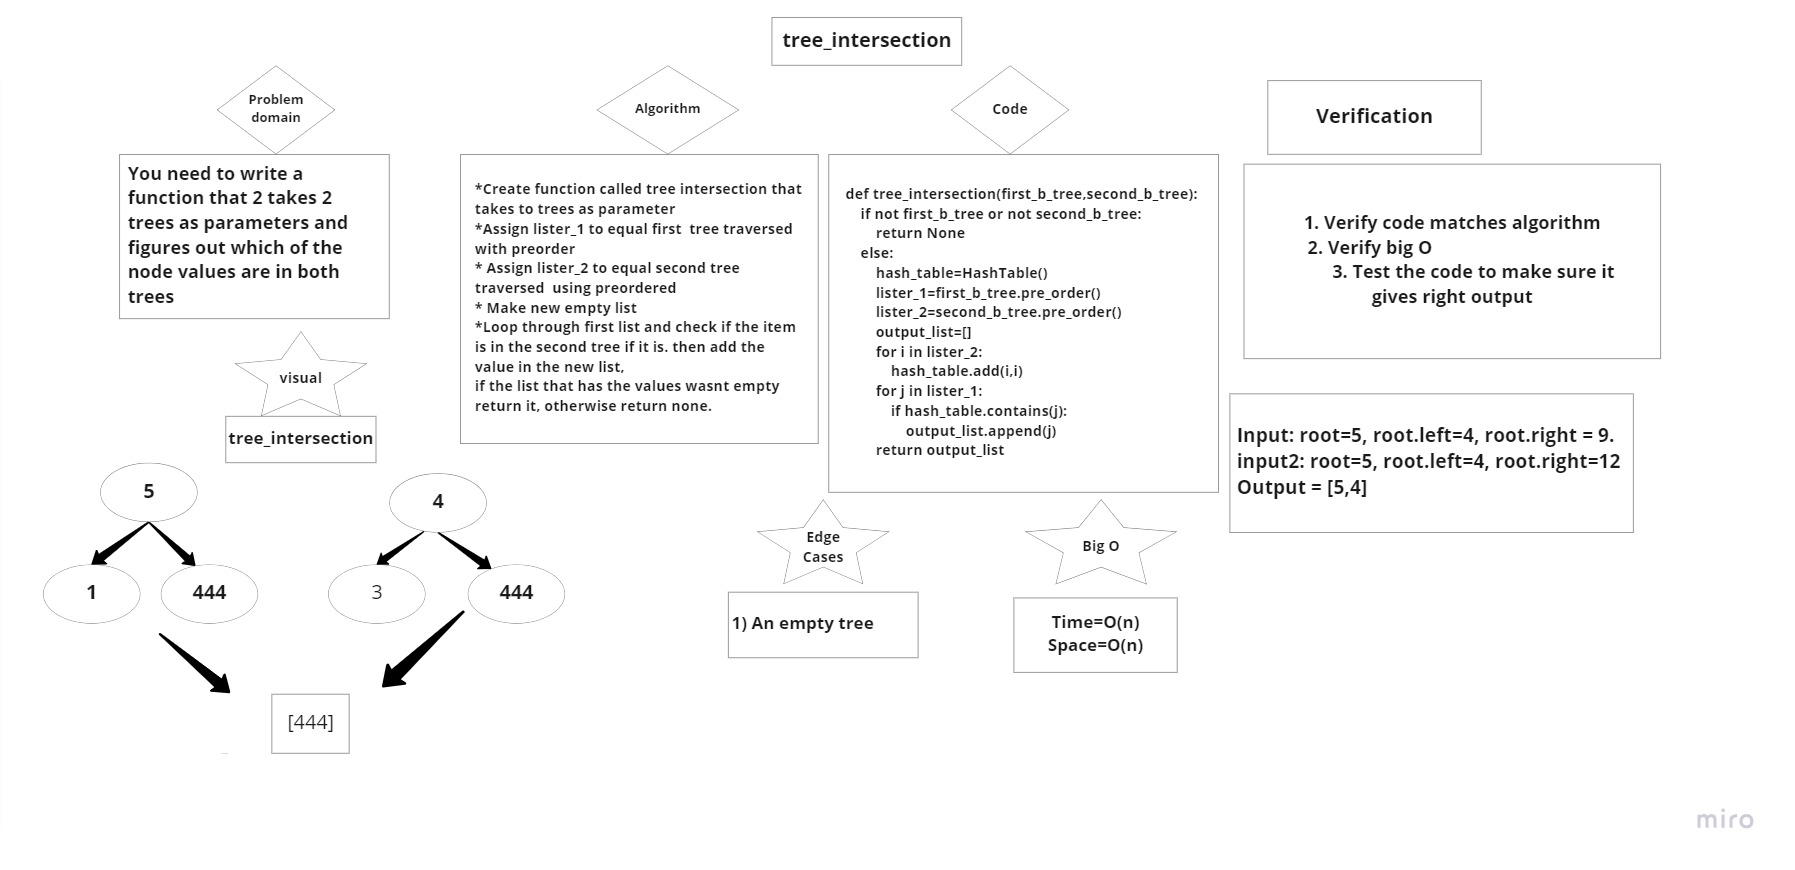 tree_intersection
Problem
domain
You need to write a
function that 2 takes 2
trees as parameters and
figures out which of the
node values are in both
trees
visual
tree_intersection
5
1
444
4
3
444
[444]
Algorithm
*Create function called tree intersection that
takes to trees as parameter
*Assign lister_1 to equal first tree traversed
with preorder
* Assign lister_2 to equal second tree
traversed using preordered
* Make new empty list
*Loop through first list and check if the item
is in the second tree if it is. then add the
value in the new list,
if the list that has the values wasnt empty
return it, otherwise return none.
Code
def tree_intersection(first_b_tree,second_b_tree):
if not first_b_tree or not second_b_tree:
return None
else:
hash_table=HashTable()
lister_1=first_b_tree.pre_order()
lister_2=second_b_tree.pre_order()
output_list=[]
for i in lister_2:
hash_table.add(i,i)
for j in lister_1:
if hash_table.contains(j):
output_list.append(j)
return output_list
Edge
Cases
1) An empty tree
Big O
Time=O(n)
Space=O(n)
Verification
1. Verify code matches algorithm
2. Verify big O
3. Test the code to make sure it
gives right output
Input: root=5, root.left=4, root.right = 9.
input2: root=5, root.left=4, root.right=12
Output = [5,4]
miro